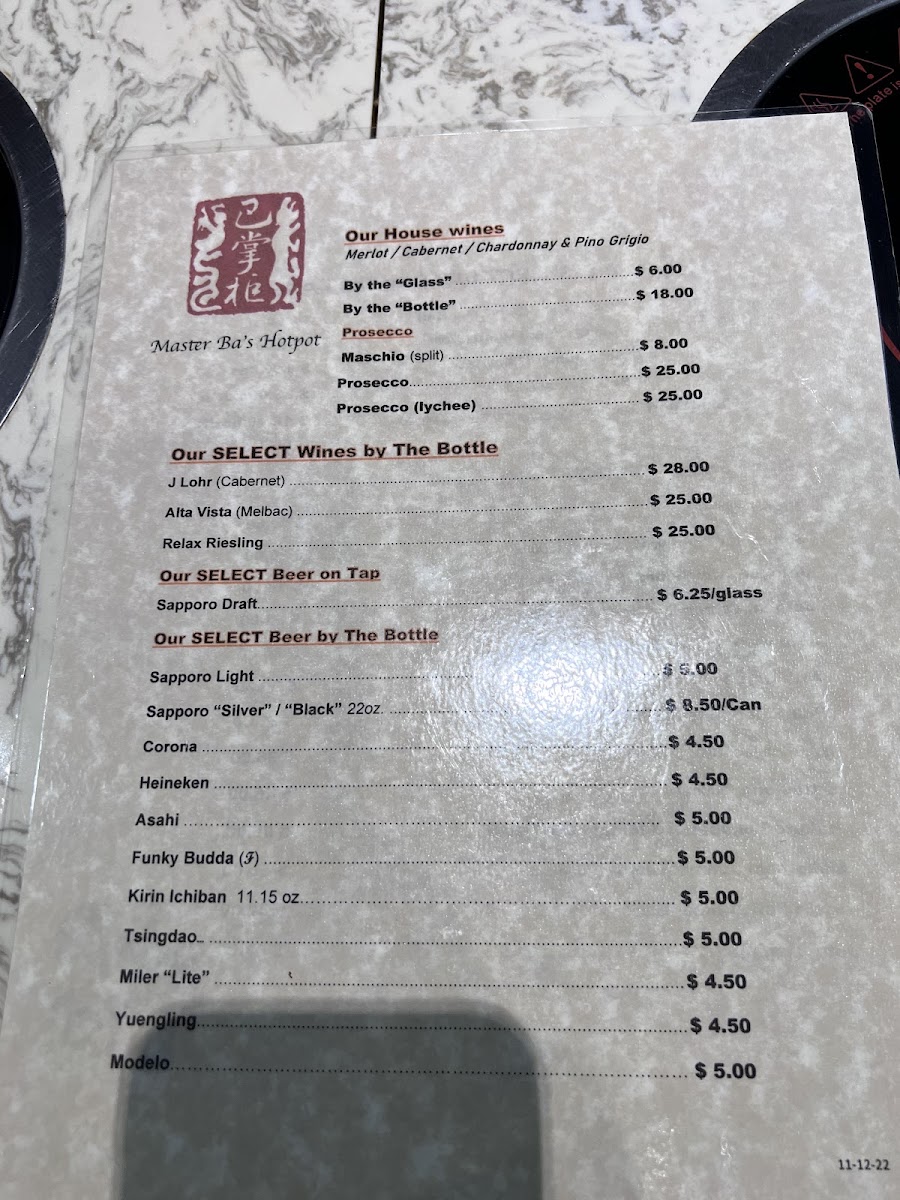 巴掌柜
Master Ba's Hotpot
Our House wines
Merlot / Cabernet / Chardonnay & Pino Grigio
By the “Glass” ........ $ 6.00
By the “Bottle” ........ $ 18.00
Prosecco
Maschio (split) ........ $ 8.00
Prosecco........ $ 25.00
Prosecco (lychee) ........ $ 25.00
Our SELECT Wines by The Bottle
J Lohr (Cabernet) ........ $ 28.00
Alta Vista (Melbac) ........ $ 25.00
Relax Riesling ........ $ 25.00
Our SELECT Beer on Tap
Sapporo Draft........ $ 6.25/glass
Our SELECT Beer by The Bottle
Sapporo Light ........ $ 5.00
Sapporo “Silver” / “Black” 22oz. ........ $ 8.50/Can
Corona ........ $ 4.50
Heineken ........ $ 4.50
Asahi ........ $ 5.00
Funky Budda (F) ........ $ 5.00
Kirin Ichiban 11.15 oz........ $ 5.00
Tsingdao... ........ $ 5.00
Miler “Lite” ........ $ 4.50
Yuengling........ $ 4.50
Modelo........ $ 5.00
11-12-22